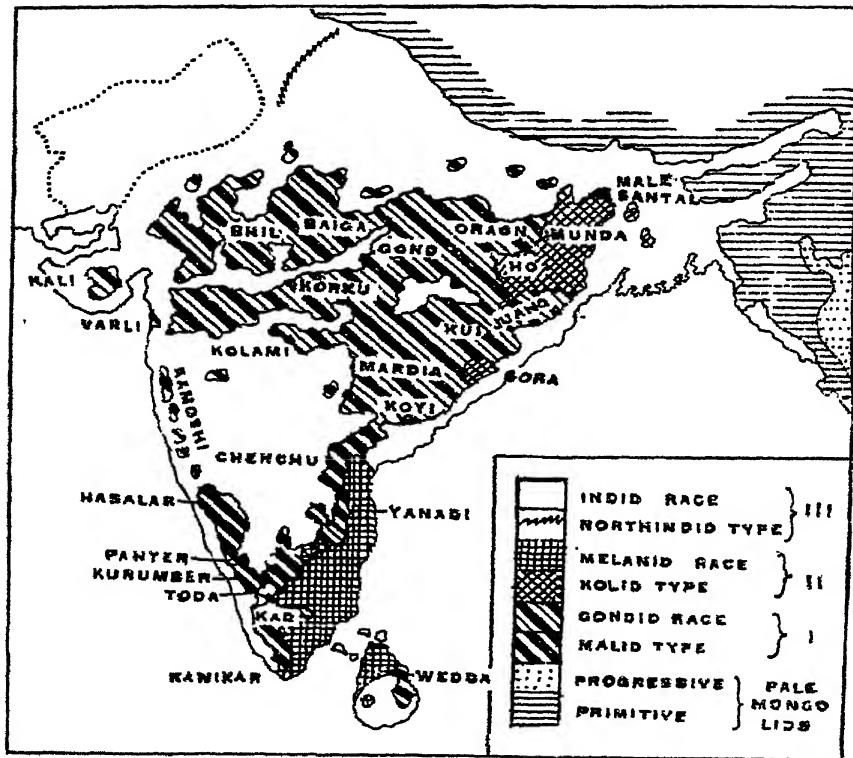 MALE
SANTAL
BHIL
BAIGA
GOND
ORAON
MUNDA
HO
KALI
KORKU
VARLI
KUI
JUANG
KOLAMI
MARDIA
GORA
KOYI
CHENCHU
HASALAR
YANADI
PANYER
KURUMBER
TODA
KAD
KANIKAR
WEDDA
INDID RACE
NORTHINDID TYPE
III
MELANID RACE
KOLID TYPE
II
GONDID RACE
MALID TYPE
I
PROGRESSIVE
PRIMITIVE
PALE
MONGO
LIDS